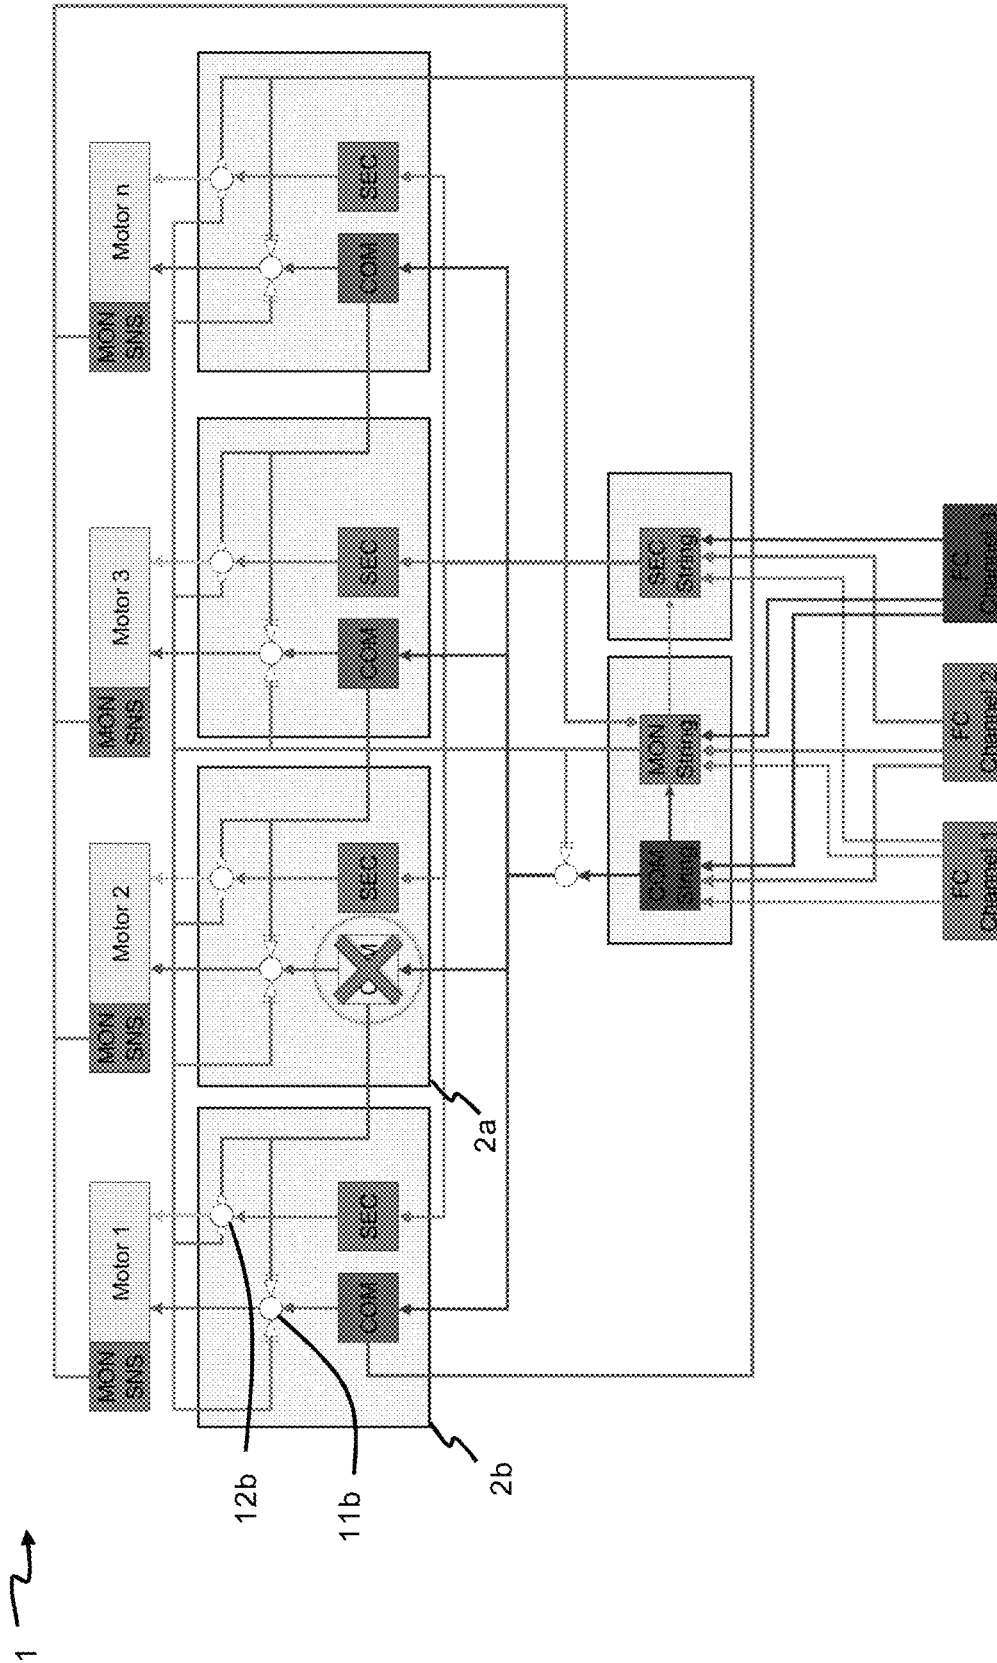 1
MON
SNS
Motor 1
MON
SNS
Motor 2
MON
SNS
Motor 3
MON
SNS
Motor n
12b
11b
2b
2a
COM
SEC
C M
SEC
COM
SEC
COM
SEC
COM
String
MON
String
SEC
String
FC
Channel 1
FC
Channel 2
FC
Channel